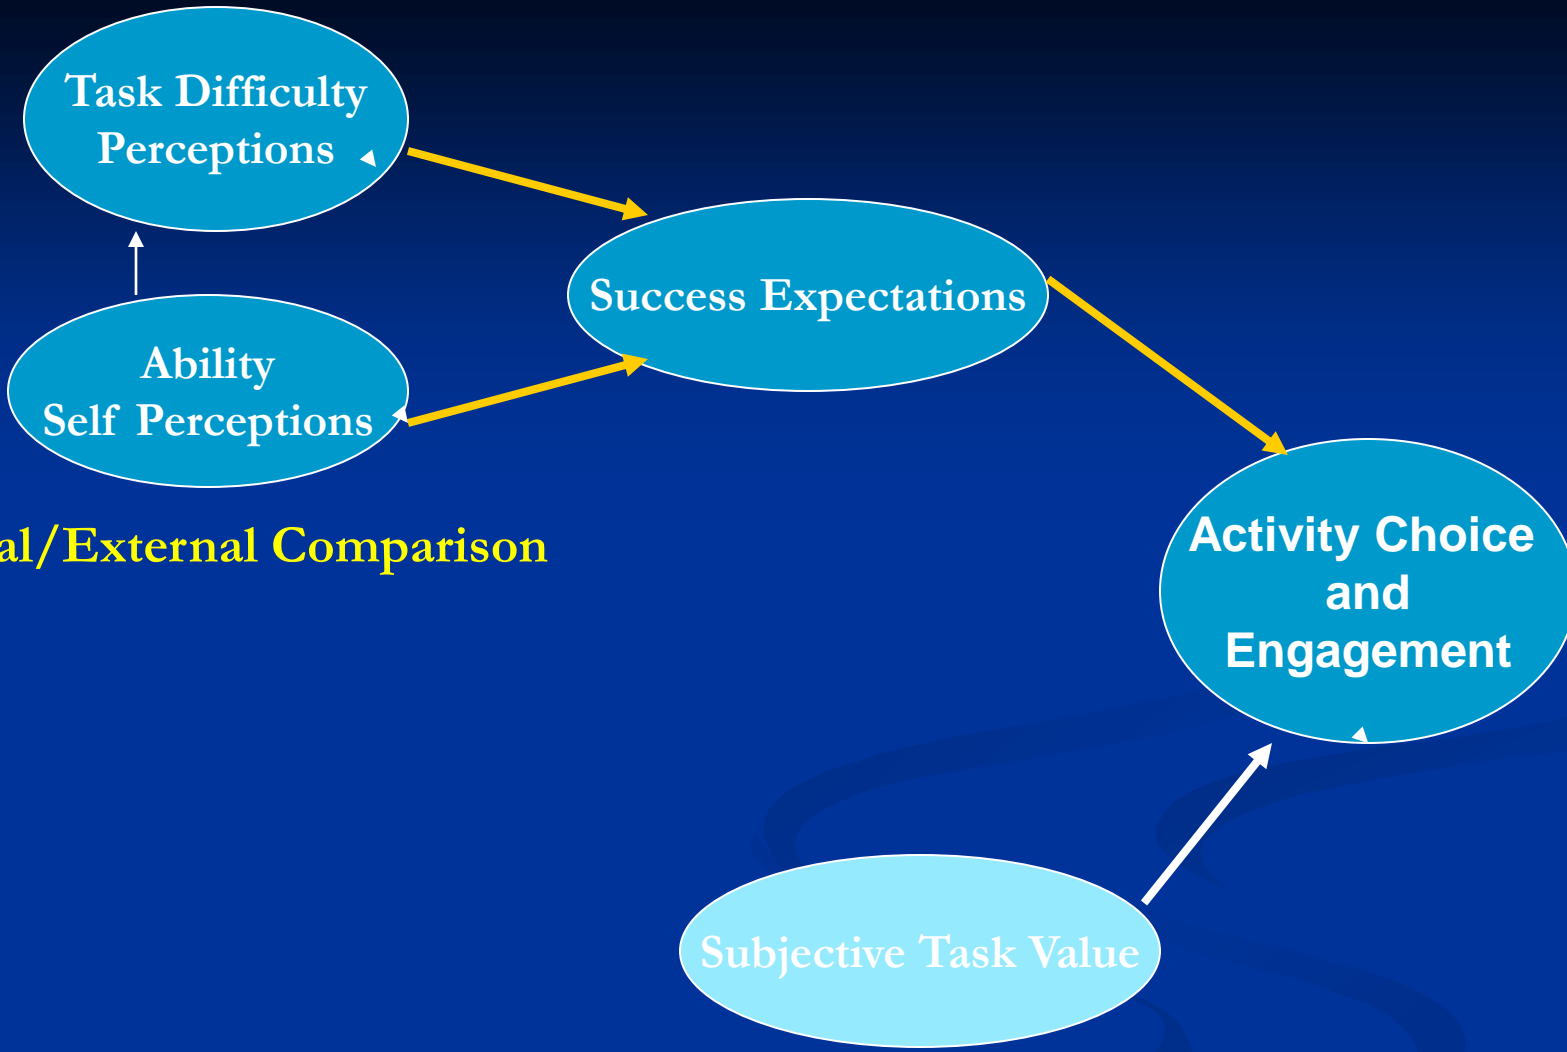 Task Difficulty
Perceptions
Success Expectations
Ability
Self Perceptions
al/External Comparison
Activity Choice
and
Engagement
Subjective Task Value